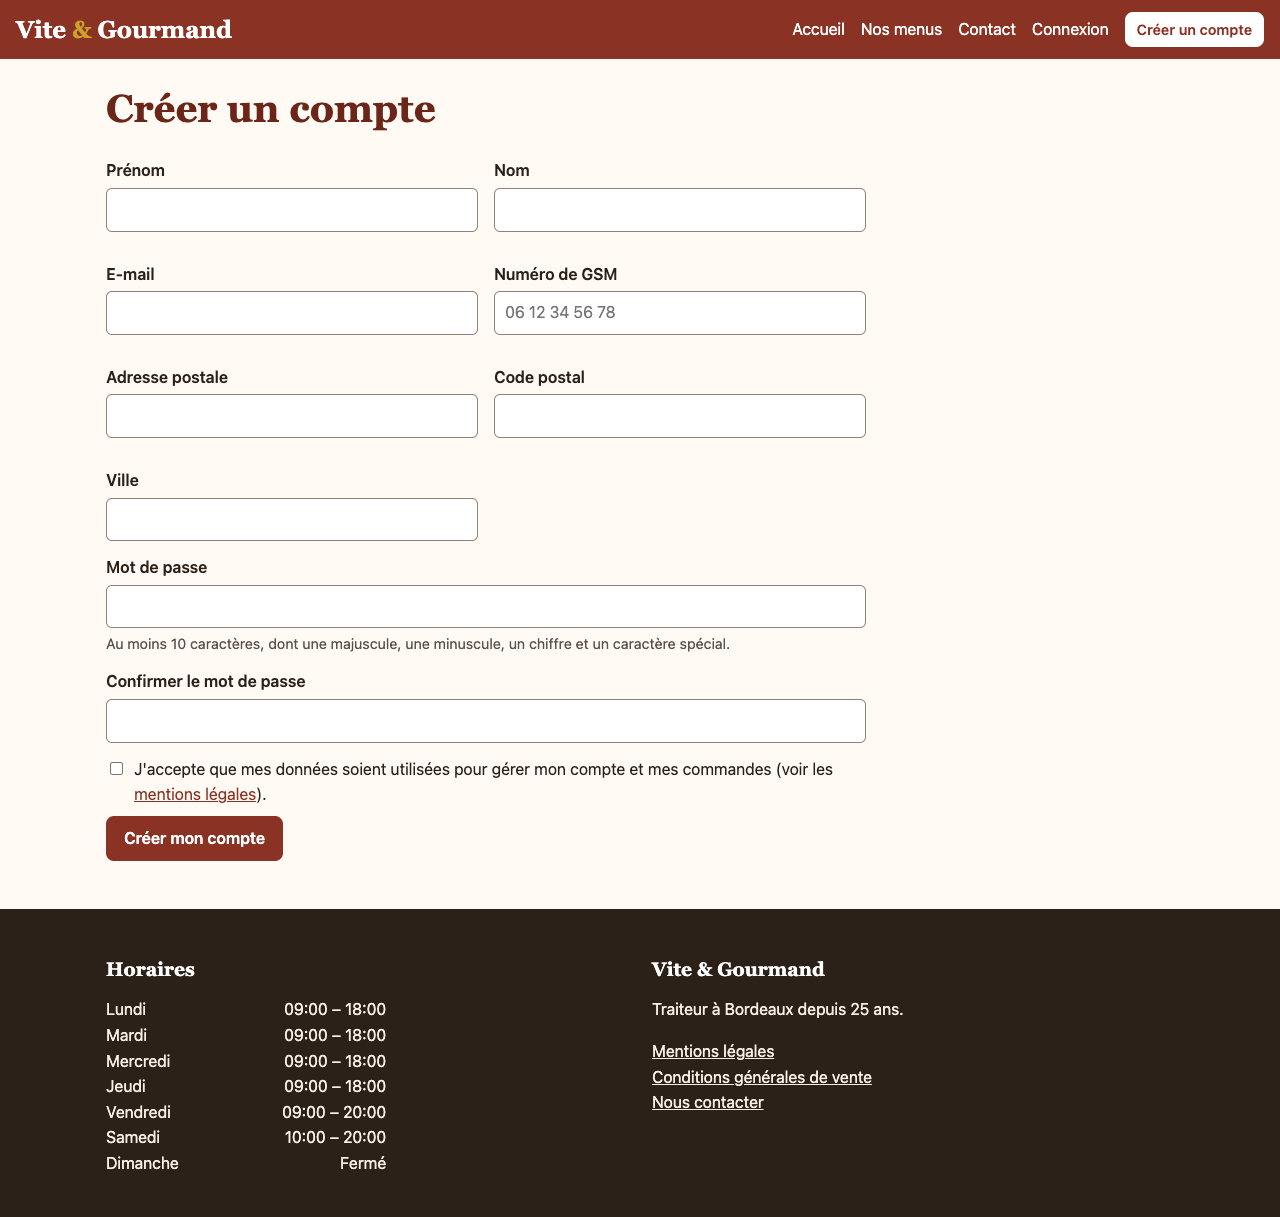 Vite & Gourmand
Accueil Nos menus Contact Connexion Créer un compte
Créer un compte
Prénom Nom
E-mail Numéro de GSM
06 12 34 56 78
Adresse postale Code postal
Ville
Mot de passe
Au moins 10 caractères, dont une majuscule, une minuscule, un chiffre et un caractère spécial.
Confirmer le mot de passe
J'accepte que mes données soient utilisées pour gérer mon compte et mes commandes (voir les
mentions légales).
Créer mon compte
Horaires
Lundi 09:00 – 18:00
Mardi 09:00 – 18:00
Mercredi 09:00 – 18:00
Jeudi 09:00 – 18:00
Vendredi 09:00 – 20:00
Samedi 10:00 – 20:00
Dimanche Fermé
Vite & Gourmand
Traiteur à Bordeaux depuis 25 ans.
Mentions légales
Conditions générales de vente
Nous contacter